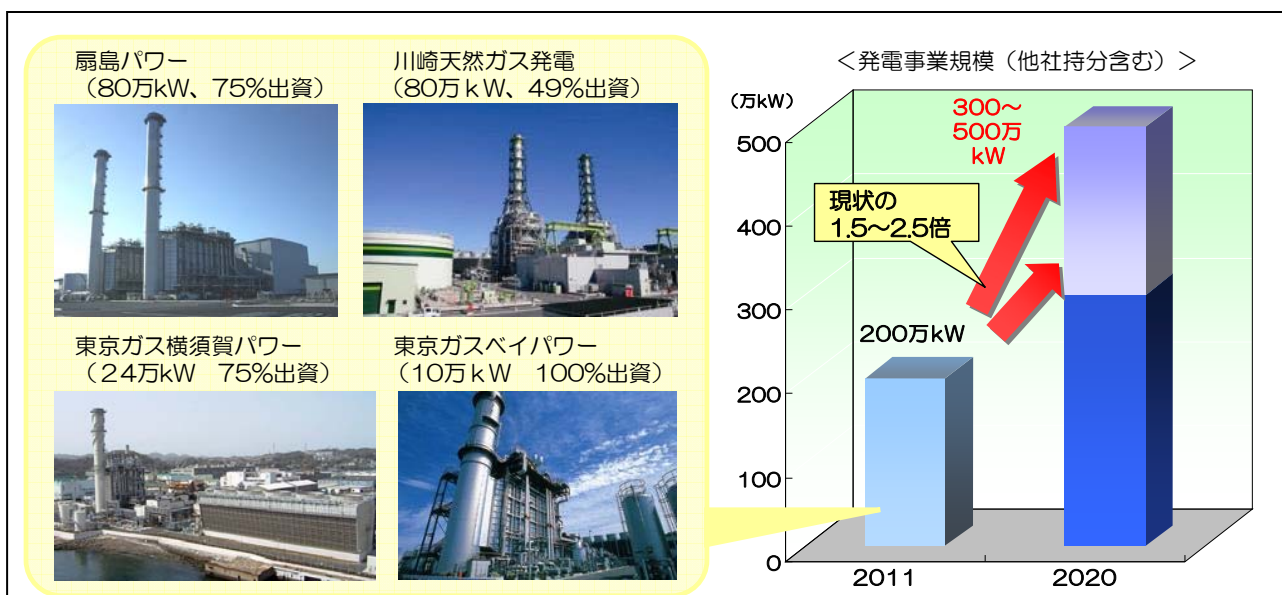 扇島パワー
（80万kW、75%出資）
川崎天然ガス発電
（80万ｋW、49%出資）
東京ガス横須賀パワー
（24万kW　75%出資）
東京ガスベイパワー
（10万ｋW　100%出資）
＜発電事業規模（他社持分含む）＞
（万kW）
500
400
300
200
100
0
300～
500万
kW
現状の
1.5～2.5倍
200万kW
2011
2020